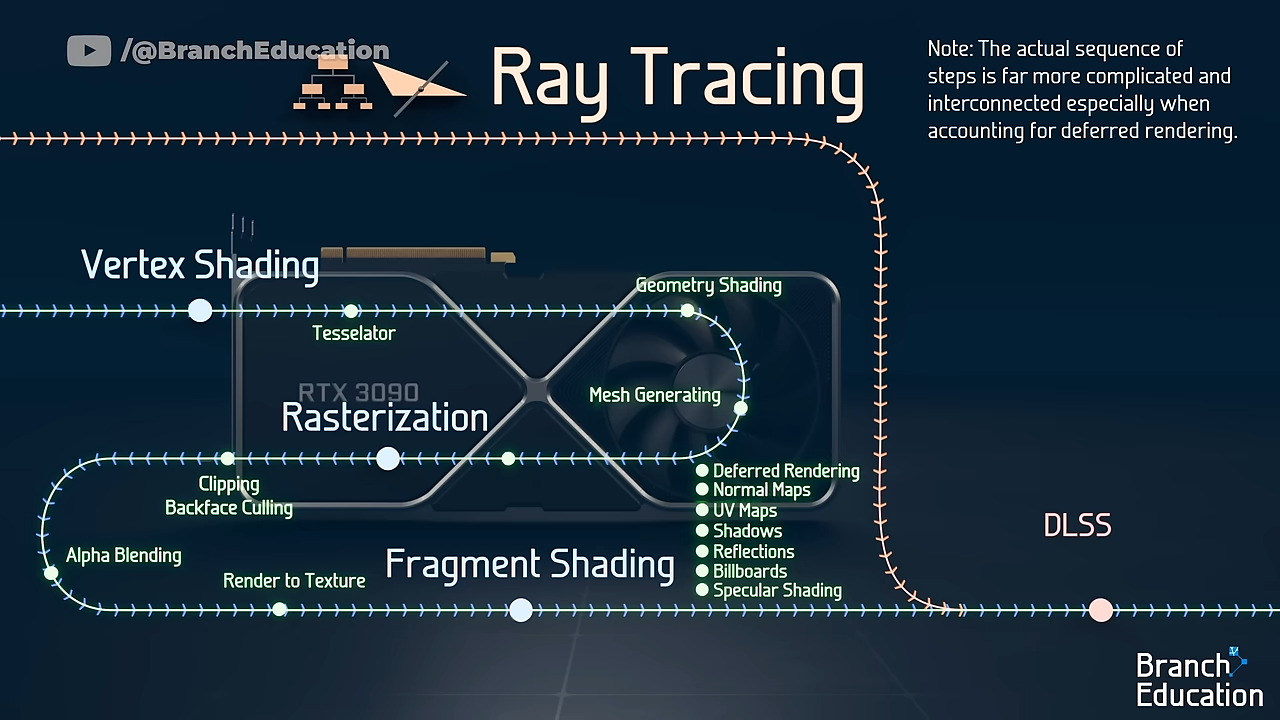 /@BranchEducation
Ray Tracing
Note: The actual sequence of
steps is far more complicated and
interconnected especially when
accounting for deferred rendering.
Vertex Shading
Geometry Shading
Tesselator
RTX 3090
Mesh Generating
Rasterization
Clipping
Backface Culling
Deferred Rendering
Normal Maps
UV Maps
Shadows
Reflections
Billboards
Specular Shading
DLSS
Alpha Blending
Render to Texture
Fragment Shading
Branch
Education